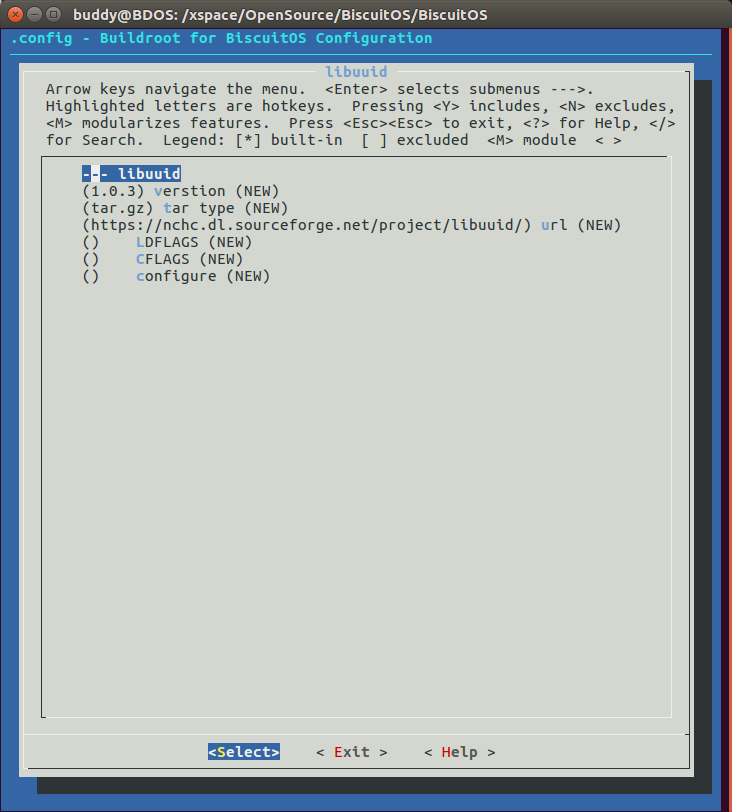 buddy@BDOS: /xspace/OpenSource/BiscuitOS/BiscuitOS
.config - Buildroot for BiscuitOS Configuration
libuuid
Arrow keys navigate the menu.  <Enter> selects submenus --->.
Highlighted letters are hotkeys.  Pressing <Y> includes, <N> excludes,
<M> modularizes features.  Press <Esc><Esc> to exit, <?> for Help, </>
for Search.  Legend: [*] built-in  [ ] excluded  <M> module  < >
--- libuuid
(1.0.3) verstion (NEW)
(tar.gz) tar type (NEW)
(https://nchc.dl.sourceforge.net/project/libuuid/) url (NEW)
()    LDFLAGS (NEW)
()    CFLAGS (NEW)
()    configure (NEW)
<Select>    < Exit >    < Help >